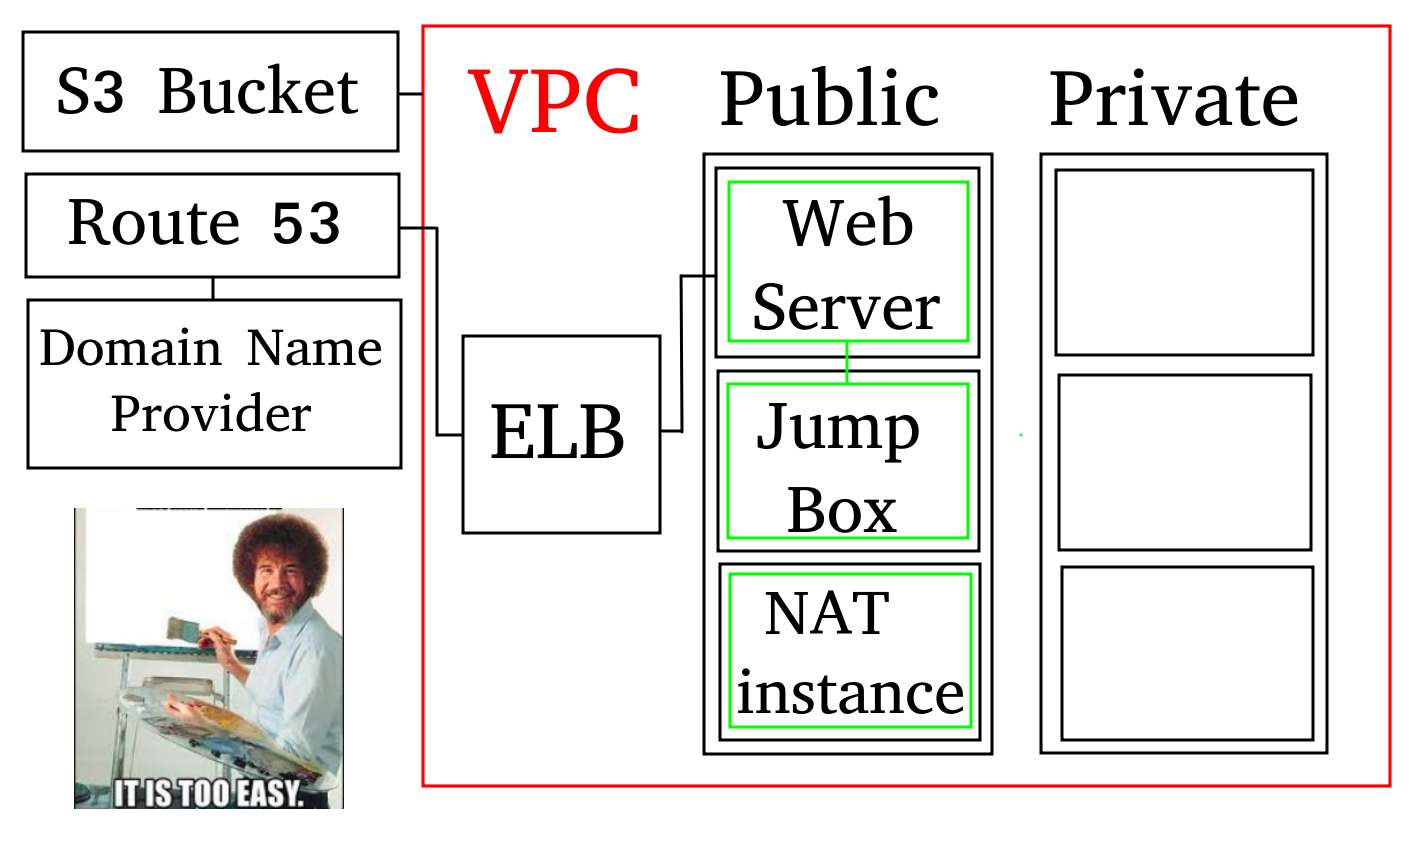 S3 Bucket
Route 53
Domain Name
Provider
VPC
Public
Private
ELB
Web
Server
Jump
Box
NAT
instance
IT IS TOO EASY.